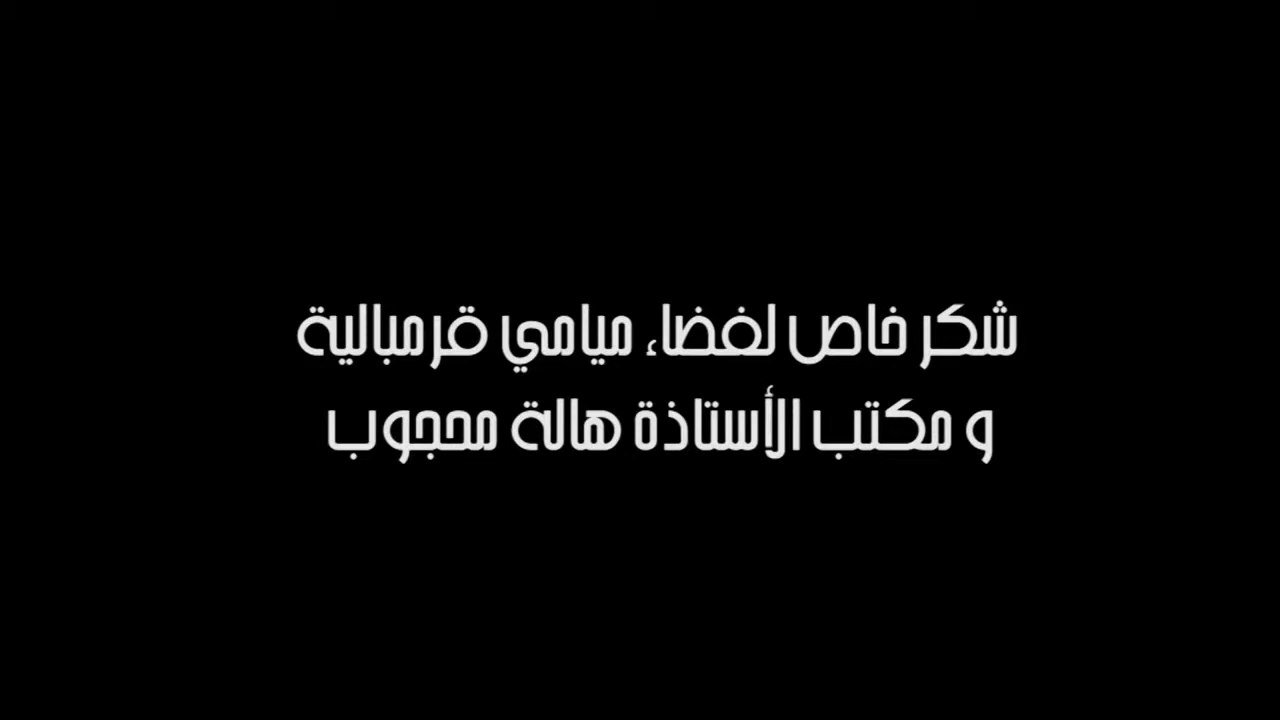 شكر خاص لفضاء ميامي قرمبالية
و مكتب الأستاذة هالة محجوب